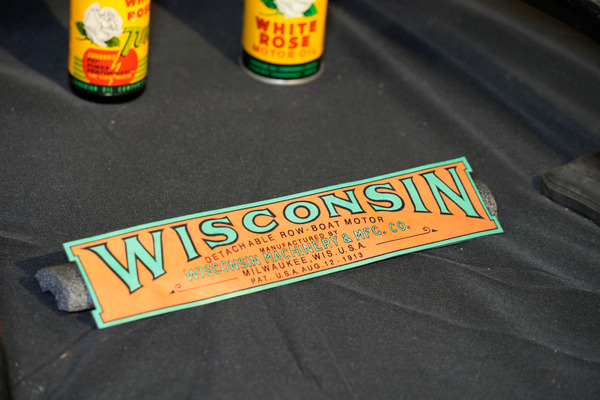 WHITE
ROSE
MOTOR OIL
WISCONSIN
DETACHABLE ROW-BOAT MOTOR
MANUFACTURED BY
WISCONSIN MACHINERY & MFG. CO.
MILWAUKEE, WIS. U.S.A.
PAT. U.S.A. AUG 12-1913